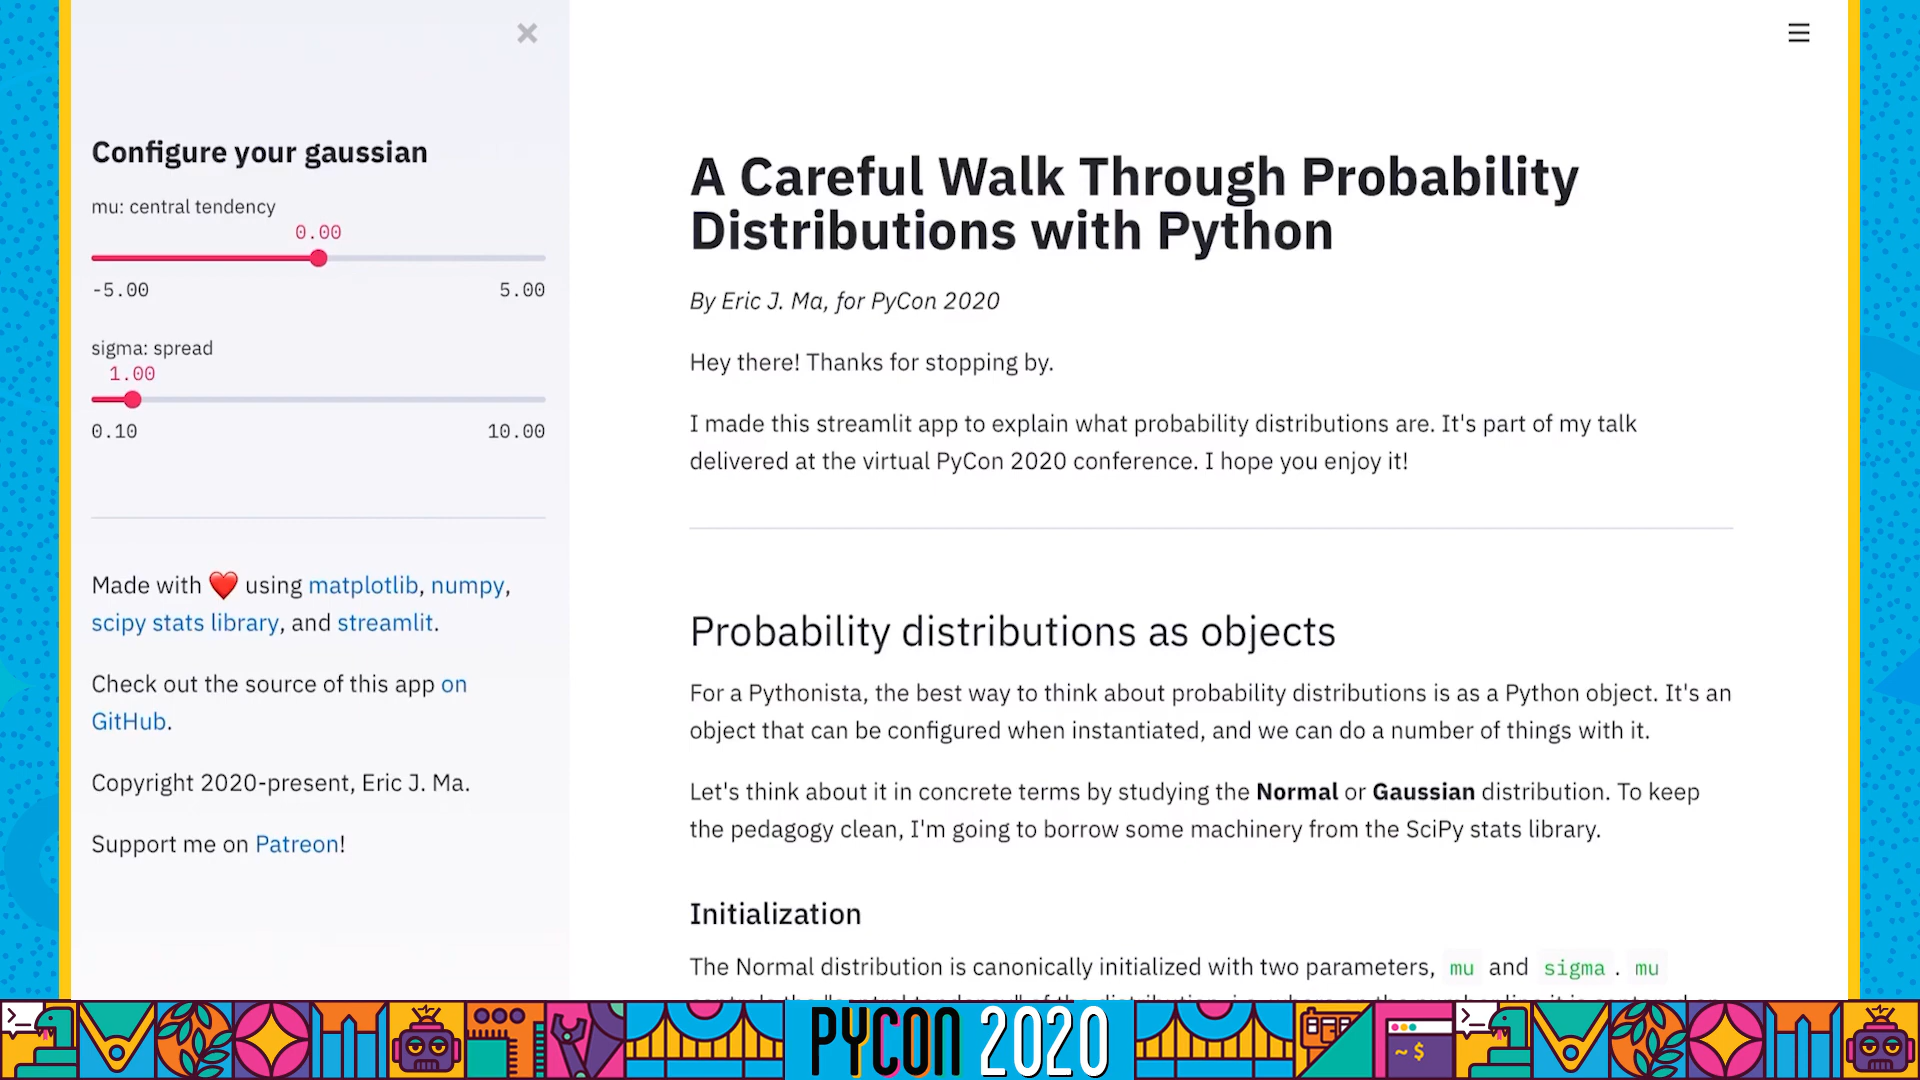 Configure your gaussian
mu: central tendency
0.00
-5.00 5.00
sigma: spread
1.00
0.10 10.00
Made with ❤️ using matplotlib, numpy,
scipy stats library, and streamlit.
Check out the source of this app on
GitHub.
Copyright 2020-present, Eric J. Ma.
Support me on Patreon!
A Careful Walk Through Probability
Distributions with Python
By Eric J. Ma, for PyCon 2020
Hey there! Thanks for stopping by.
I made this streamlit app to explain what probability distributions are. It's part of my talk
delivered at the virtual PyCon 2020 conference. I hope you enjoy it!
Probability distributions as objects
For a Pythonista, the best way to think about probability distributions is as a Python object. It's an
object that can be configured when instantiated, and we can do a number of things with it.
Let's think about it in concrete terms by studying the Normal or Gaussian distribution. To keep
the pedagogy clean, I'm going to borrow some machinery from the SciPy stats library.
Initialization
The Normal distribution is canonically initialized with two parameters, mu and sigma . mu
PYCON 2020
~ $